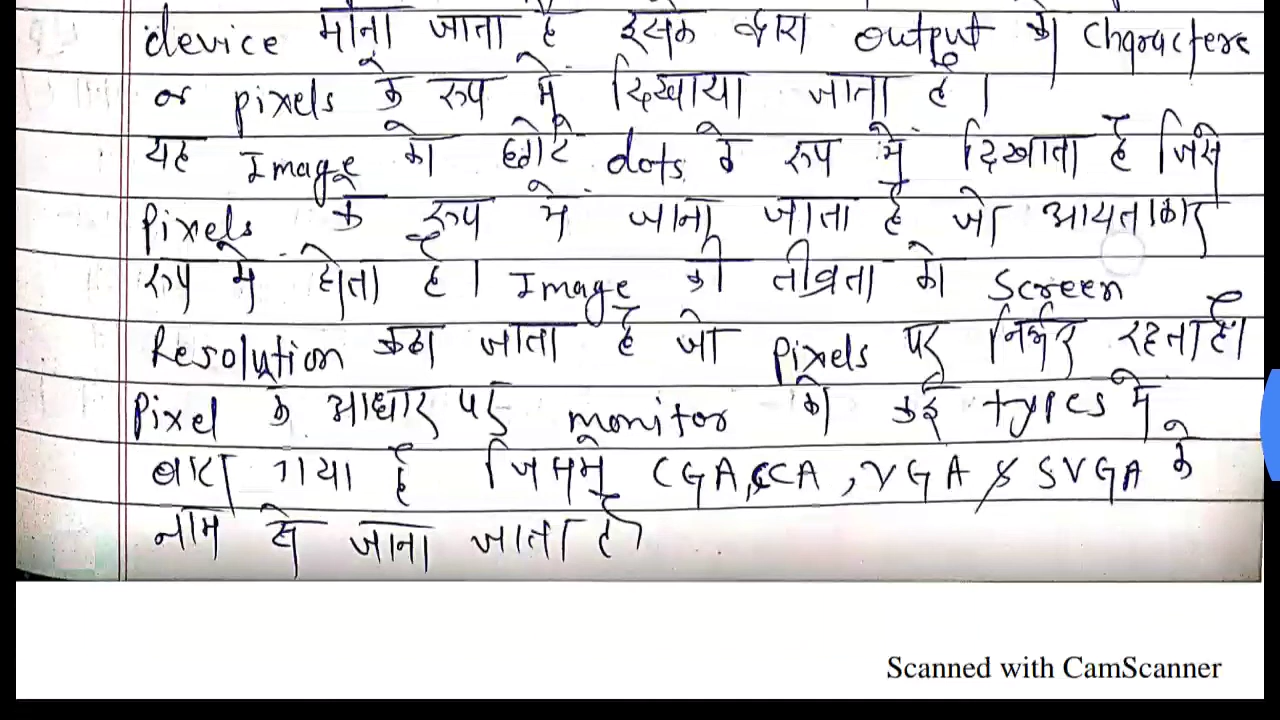 device माना जाता है इसके द्वारा output को Characters
or pixels के रूप में दिखाया जाता है ।
यह Image को छोटे dots के रूप में दिखाता है जिसे
Pixels के रूप में जाना जाता है जो आयताकार
रूप में होता है । Image की तीव्रता को Screen
Resolution कहा जाता है जो Pixels पर निर्भर रहता है।
Pixel के आधार पर monitor को कई types में
बाटा गया है जिसमें CGA, VGA & SVGA के
नाम से जाना जाता है
Scanned with CamScanner